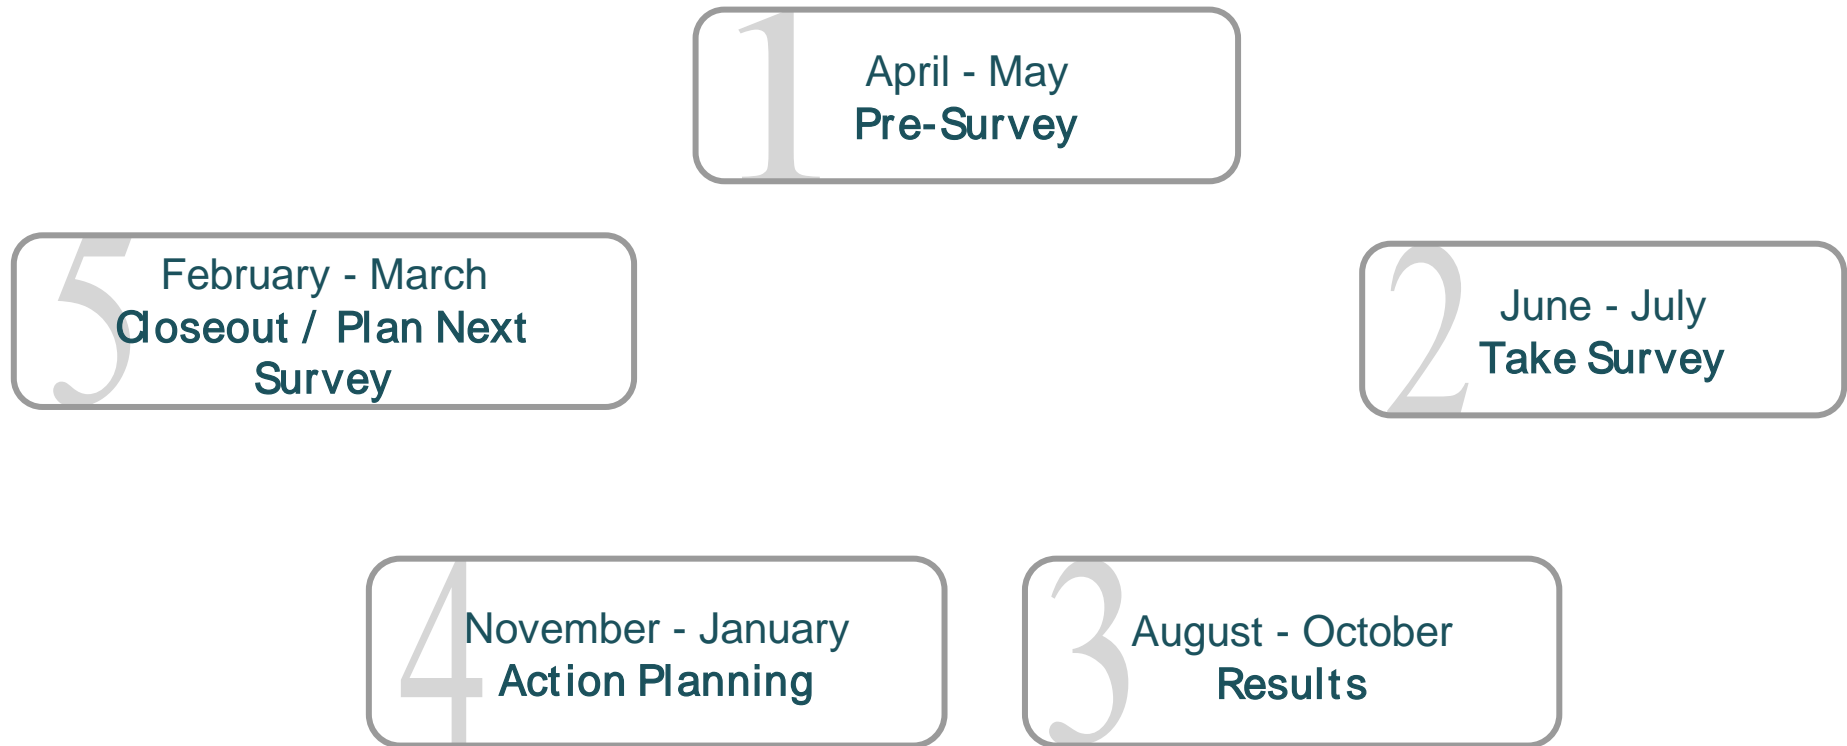 1
April - May
Pre-Survey
2
June - July
Take Survey
3
August - October
Results
4
November - January
Action Planning
5
February - March
Closeout / Plan Next
Survey